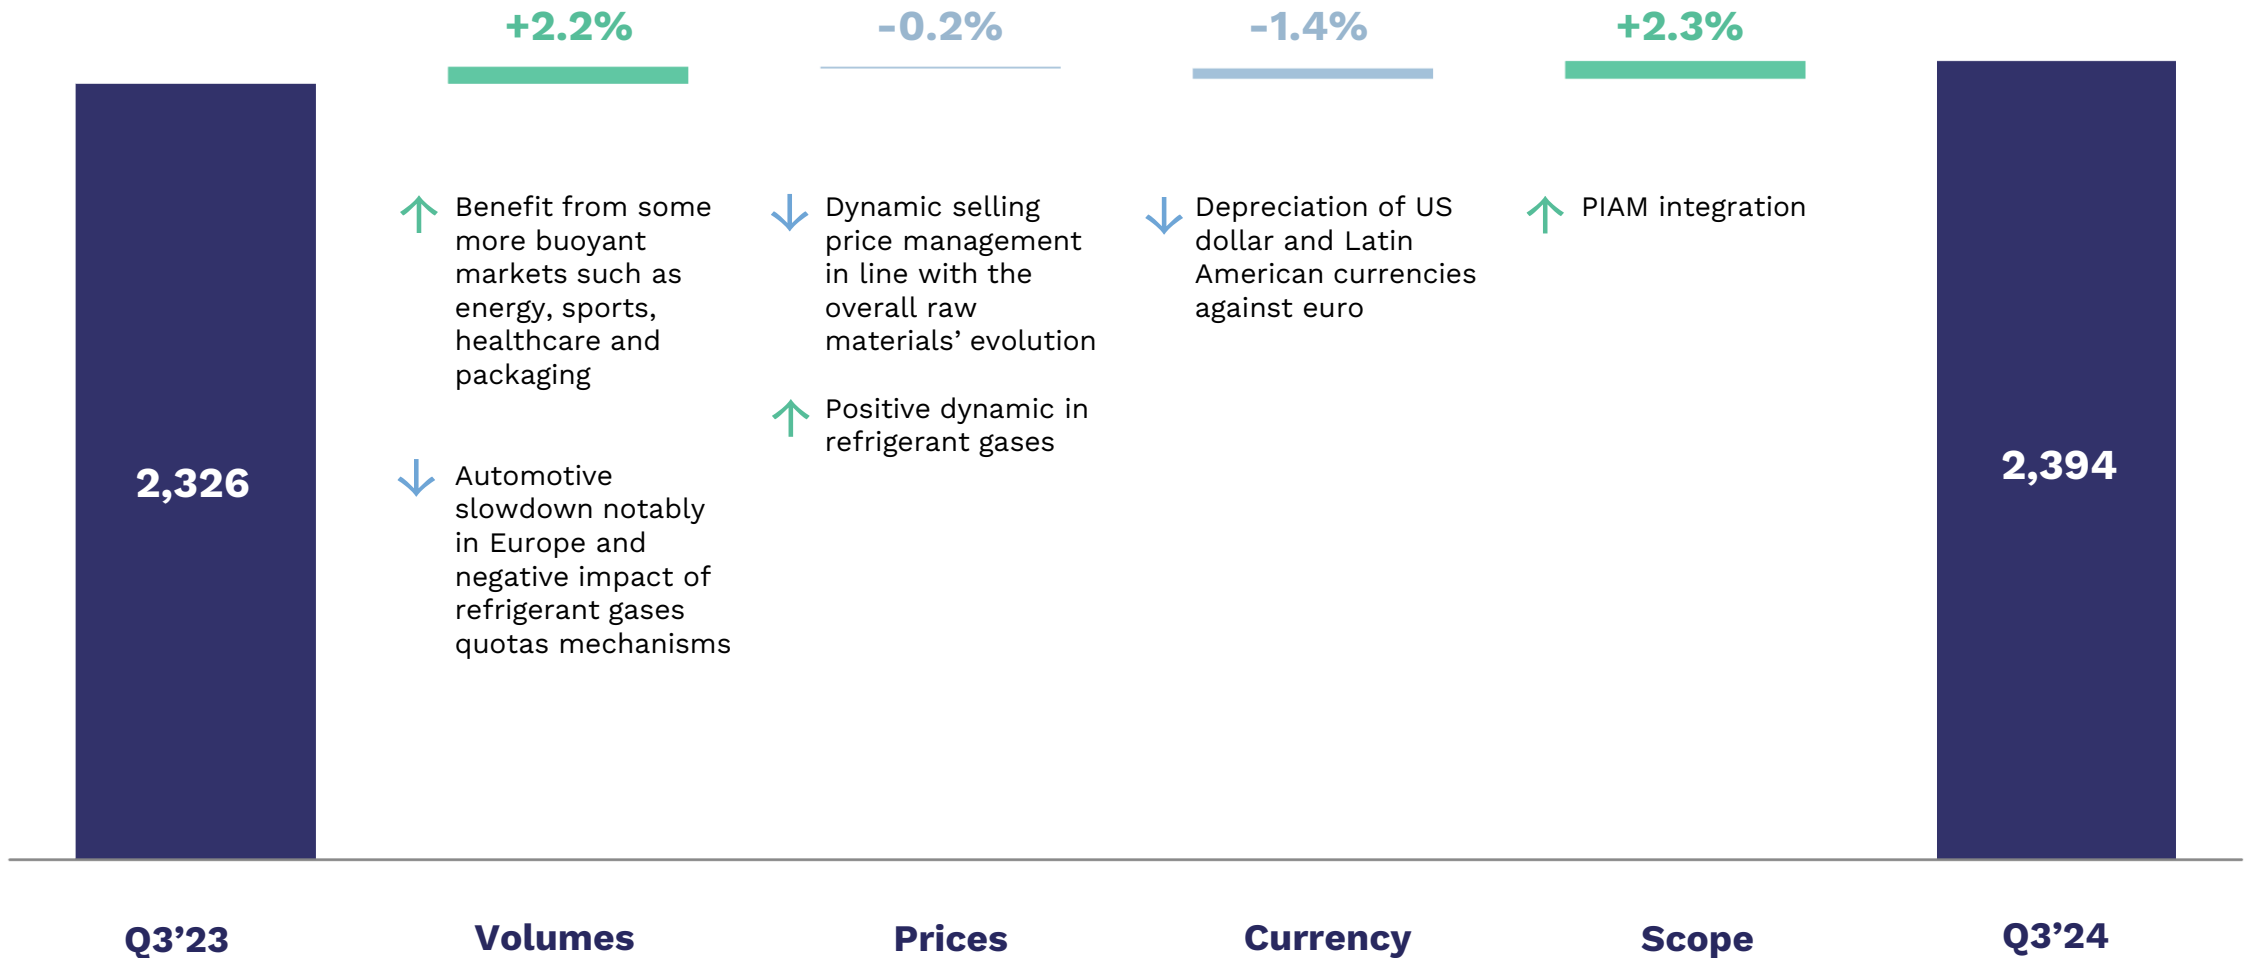 +2.2%
-0.2%
-1.4%
+2.3%
Benefit from some
more buoyant
markets such as
energy, sports,
healthcare and
packaging
Automotive
slowdown notably
in Europe and
negative impact of
refrigerant gases
quotas mechanisms
Dynamic selling
price management
in line with the
overall raw
materials’ evolution
Positive dynamic in
refrigerant gases
Depreciation of US
dollar and Latin
American currencies
against euro
PIAM integration
2,326
2,394
Q3’23
Volumes
Prices
Currency
Scope
Q3’24